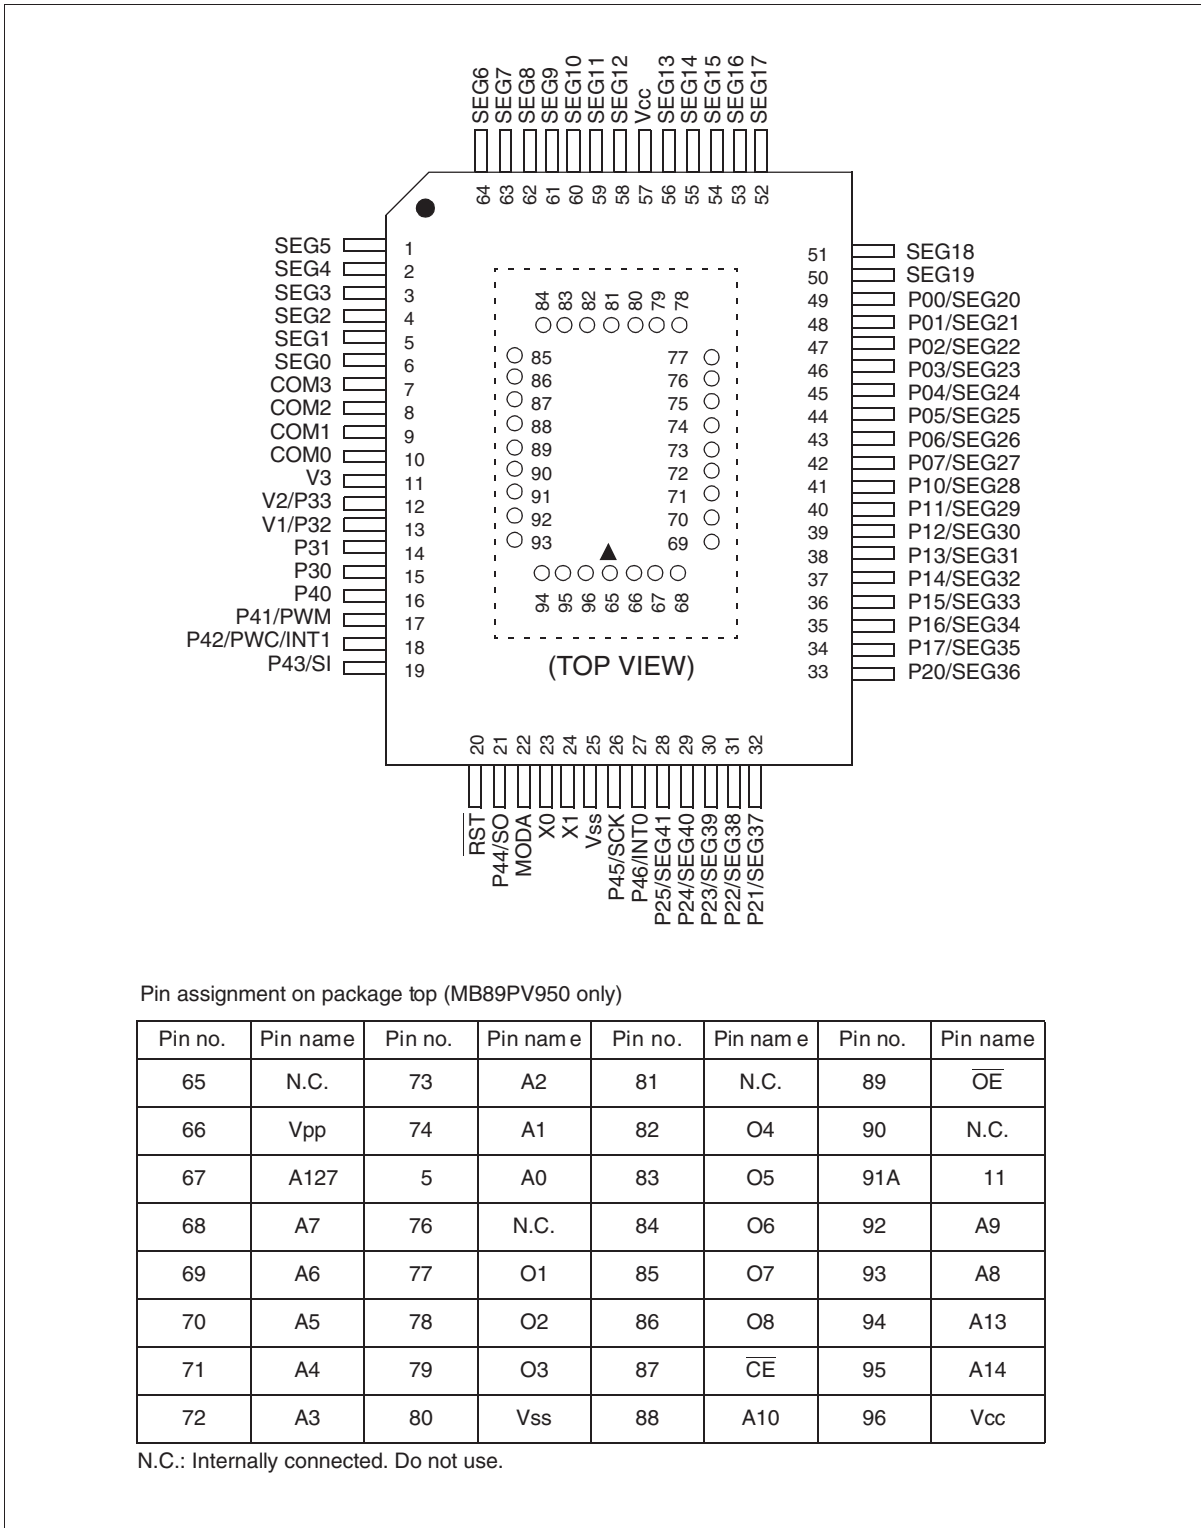 SEG6 SEG7 SEG8 SEG9 SEG10 SEG11 SEG12 Vcc SEG13 SEG14 SEG15 SEG16 SEG17
64 63 62 61 60 59 58 57 56 55 54 53 52
SEG5 1
SEG4 2
SEG3 3
SEG2 4
SEG1 5
SEG0 6
COM3 7
COM2 8
COM1 9
COM0 10
V3 11
V2/P33 12
V1/P32 13
P31 14
P30 15
P40 16
P41/PWM 17
P42/PWC/INT1 18
P43/SI 19
84 83 82 81 80 79 78
85 77
86 76
87 75
88 74
89 73
90 72
91 71
92 70
93 69
94 95 96 65 66 67 68
(TOP VIEW)
51 SEG18
50 SEG19
49 P00/SEG20
48 P01/SEG21
47 P02/SEG22
46 P03/SEG23
45 P04/SEG24
44 P05/SEG25
43 P06/SEG26
42 P07/SEG27
41 P10/SEG28
40 P11/SEG29
39 P12/SEG30
38 P13/SEG31
37 P14/SEG32
36 P15/SEG33
35 P16/SEG34
34 P17/SEG35
33 P20/SEG36
20 21 22 23 24 25 26 27 28 29 30 31 32
RST P44/SO MODA X0 X1 Vss P45/SCK P46/INT0 P25/SEG41 P24/SEG40 P23/SEG39 P22/SEG38 P21/SEG37
Pin assignment on package top (MB89PV950 only)
Pin no. Pin name Pin no. Pin name Pin no. Pin name Pin no. Pin name
65 N.C. 73 A2 81 N.C. 89 OE
66 Vpp 74 A1 82 O4 90 N.C.
67 A127 5 A0 83 O5 91A 11
68 A7 76 N.C. 84 O6 92 A9
69 A6 77 O1 85 O7 93 A8
70 A5 78 O2 86 O8 94 A13
71 A4 79 O3 87 CE 95 A14
72 A3 80 Vss 88 A10 96 Vcc
N.C.: Internally connected. Do not use.